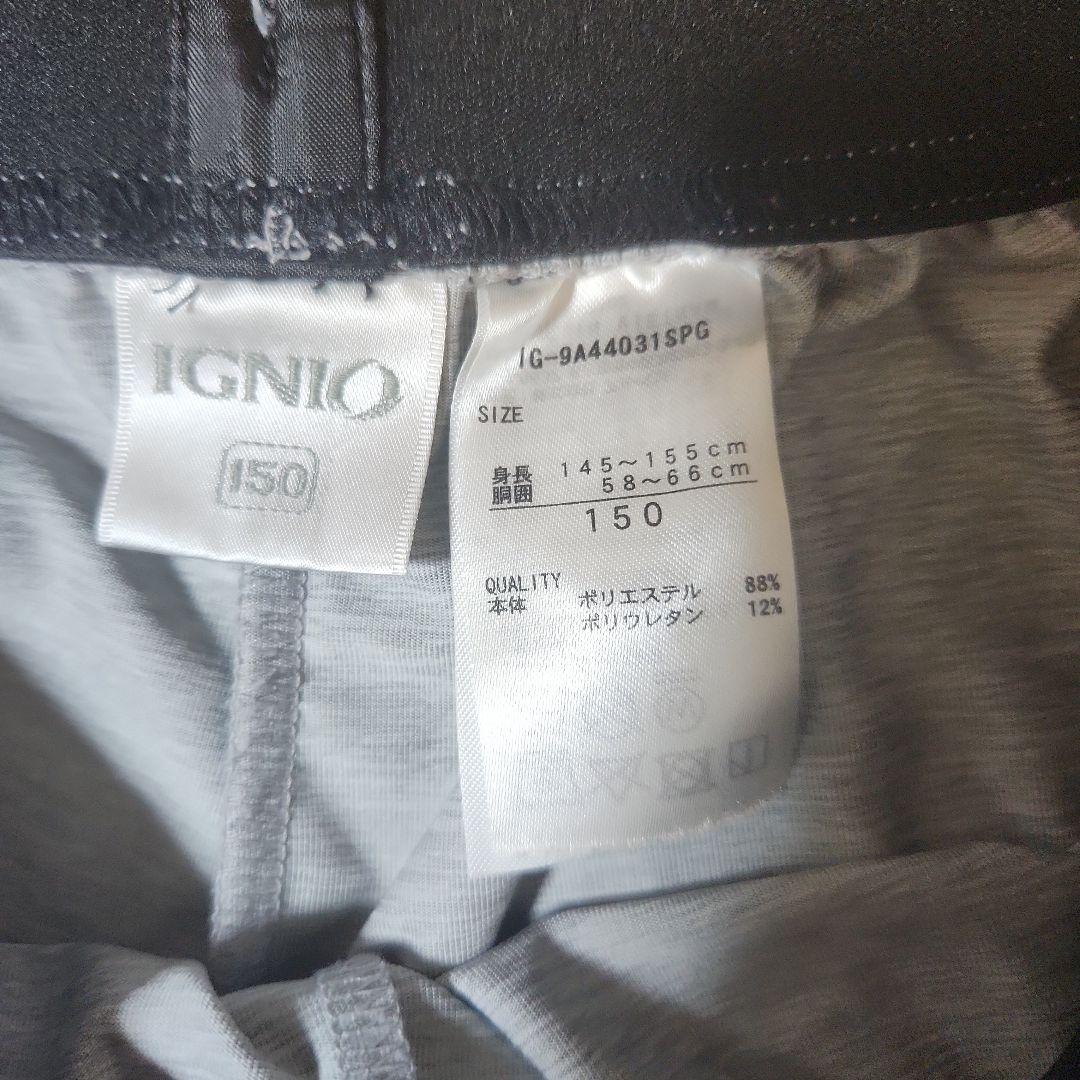 IGNIO
150
IG-9A44031SPG
SIZE
身長 145～155cm
胴囲 58～66cm
150
QUALITY
本体 ポリエステル 88%
ポリウレタン 12%